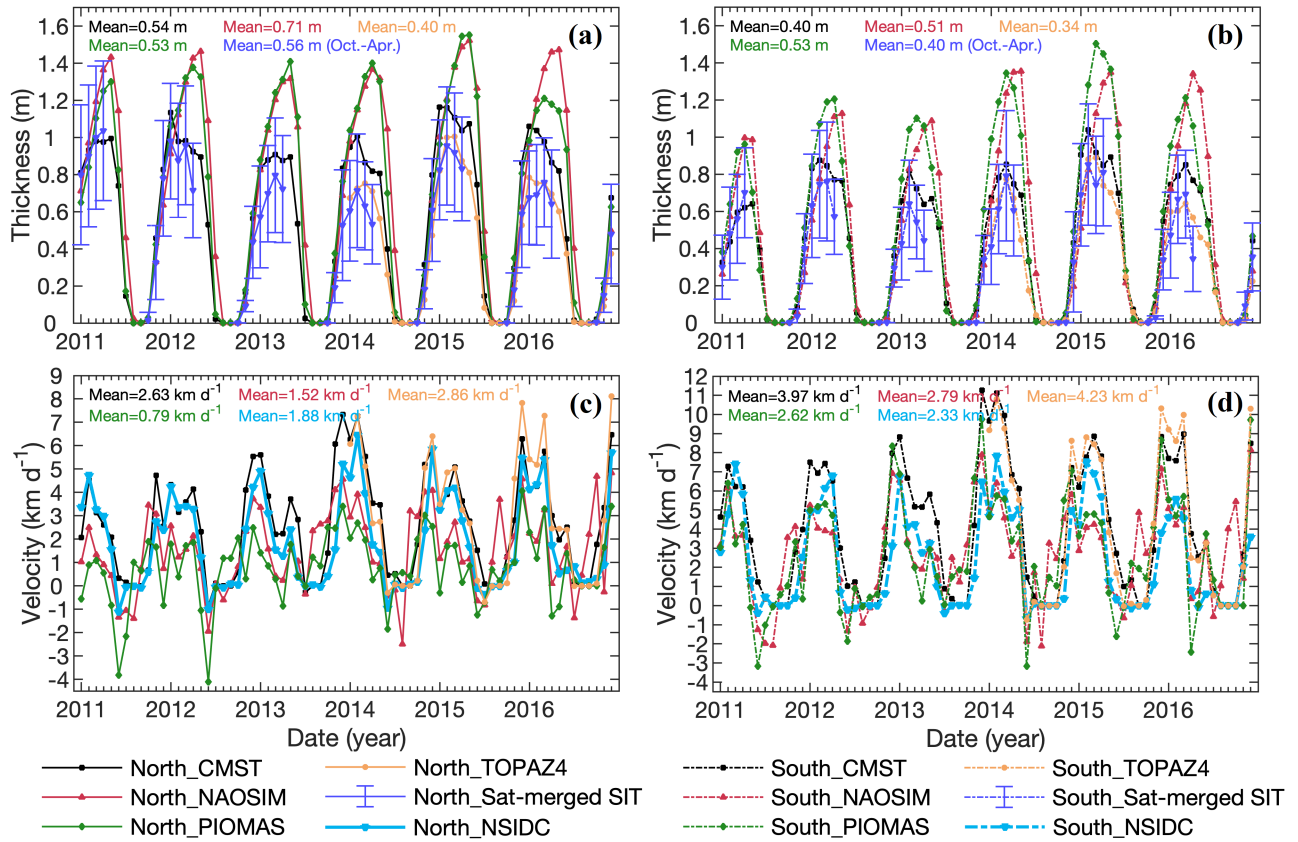 Mean=0.54 m Mean=0.71 m Mean=0.40 m
Mean=0.53 m Mean=0.56 m (Oct.-Apr.)
(a)
Thickness (m)
1.6
1.4
1.2
1
0.8
0.6
0.4
0.2
0
2011 2012 2013 2014 2015 2016
Mean=0.40 m Mean=0.51 m Mean=0.34 m
Mean=0.53 m Mean=0.40 m (Oct.-Apr.)
(b)
Thickness (m)
1.6
1.4
1.2
1
0.8
0.6
0.4
0.2
0
2011 2012 2013 2014 2015 2016
Mean=2.63 km d⁻¹ Mean=1.52 km d⁻¹ Mean=2.86 km d⁻¹
Mean=0.79 km d⁻¹ Mean=1.88 km d⁻¹
(c)
Velocity (km d⁻¹)
9
8
7
6
5
4
3
2
1
0
-1
-2
-3
-4
2011 2012 2013 2014 2015 2016
Date (year)
Mean=3.97 km d⁻¹ Mean=2.79 km d⁻¹ Mean=4.23 km d⁻¹
Mean=2.62 km d⁻¹ Mean=2.33 km d⁻¹
(d)
Velocity (km d⁻¹)
12
11
10
9
8
7
6
5
4
3
2
1
0
-1
-2
-3
-4
2011 2012 2013 2014 2015 2016
Date (year)
North_CMST North_TOPAZ4
North_NAOSIM North_Sat-merged SIT
North_PIOMAS North_NSIDC
South_CMST South_TOPAZ4
South_NAOSIM South_Sat-merged SIT
South_PIOMAS South_NSIDC